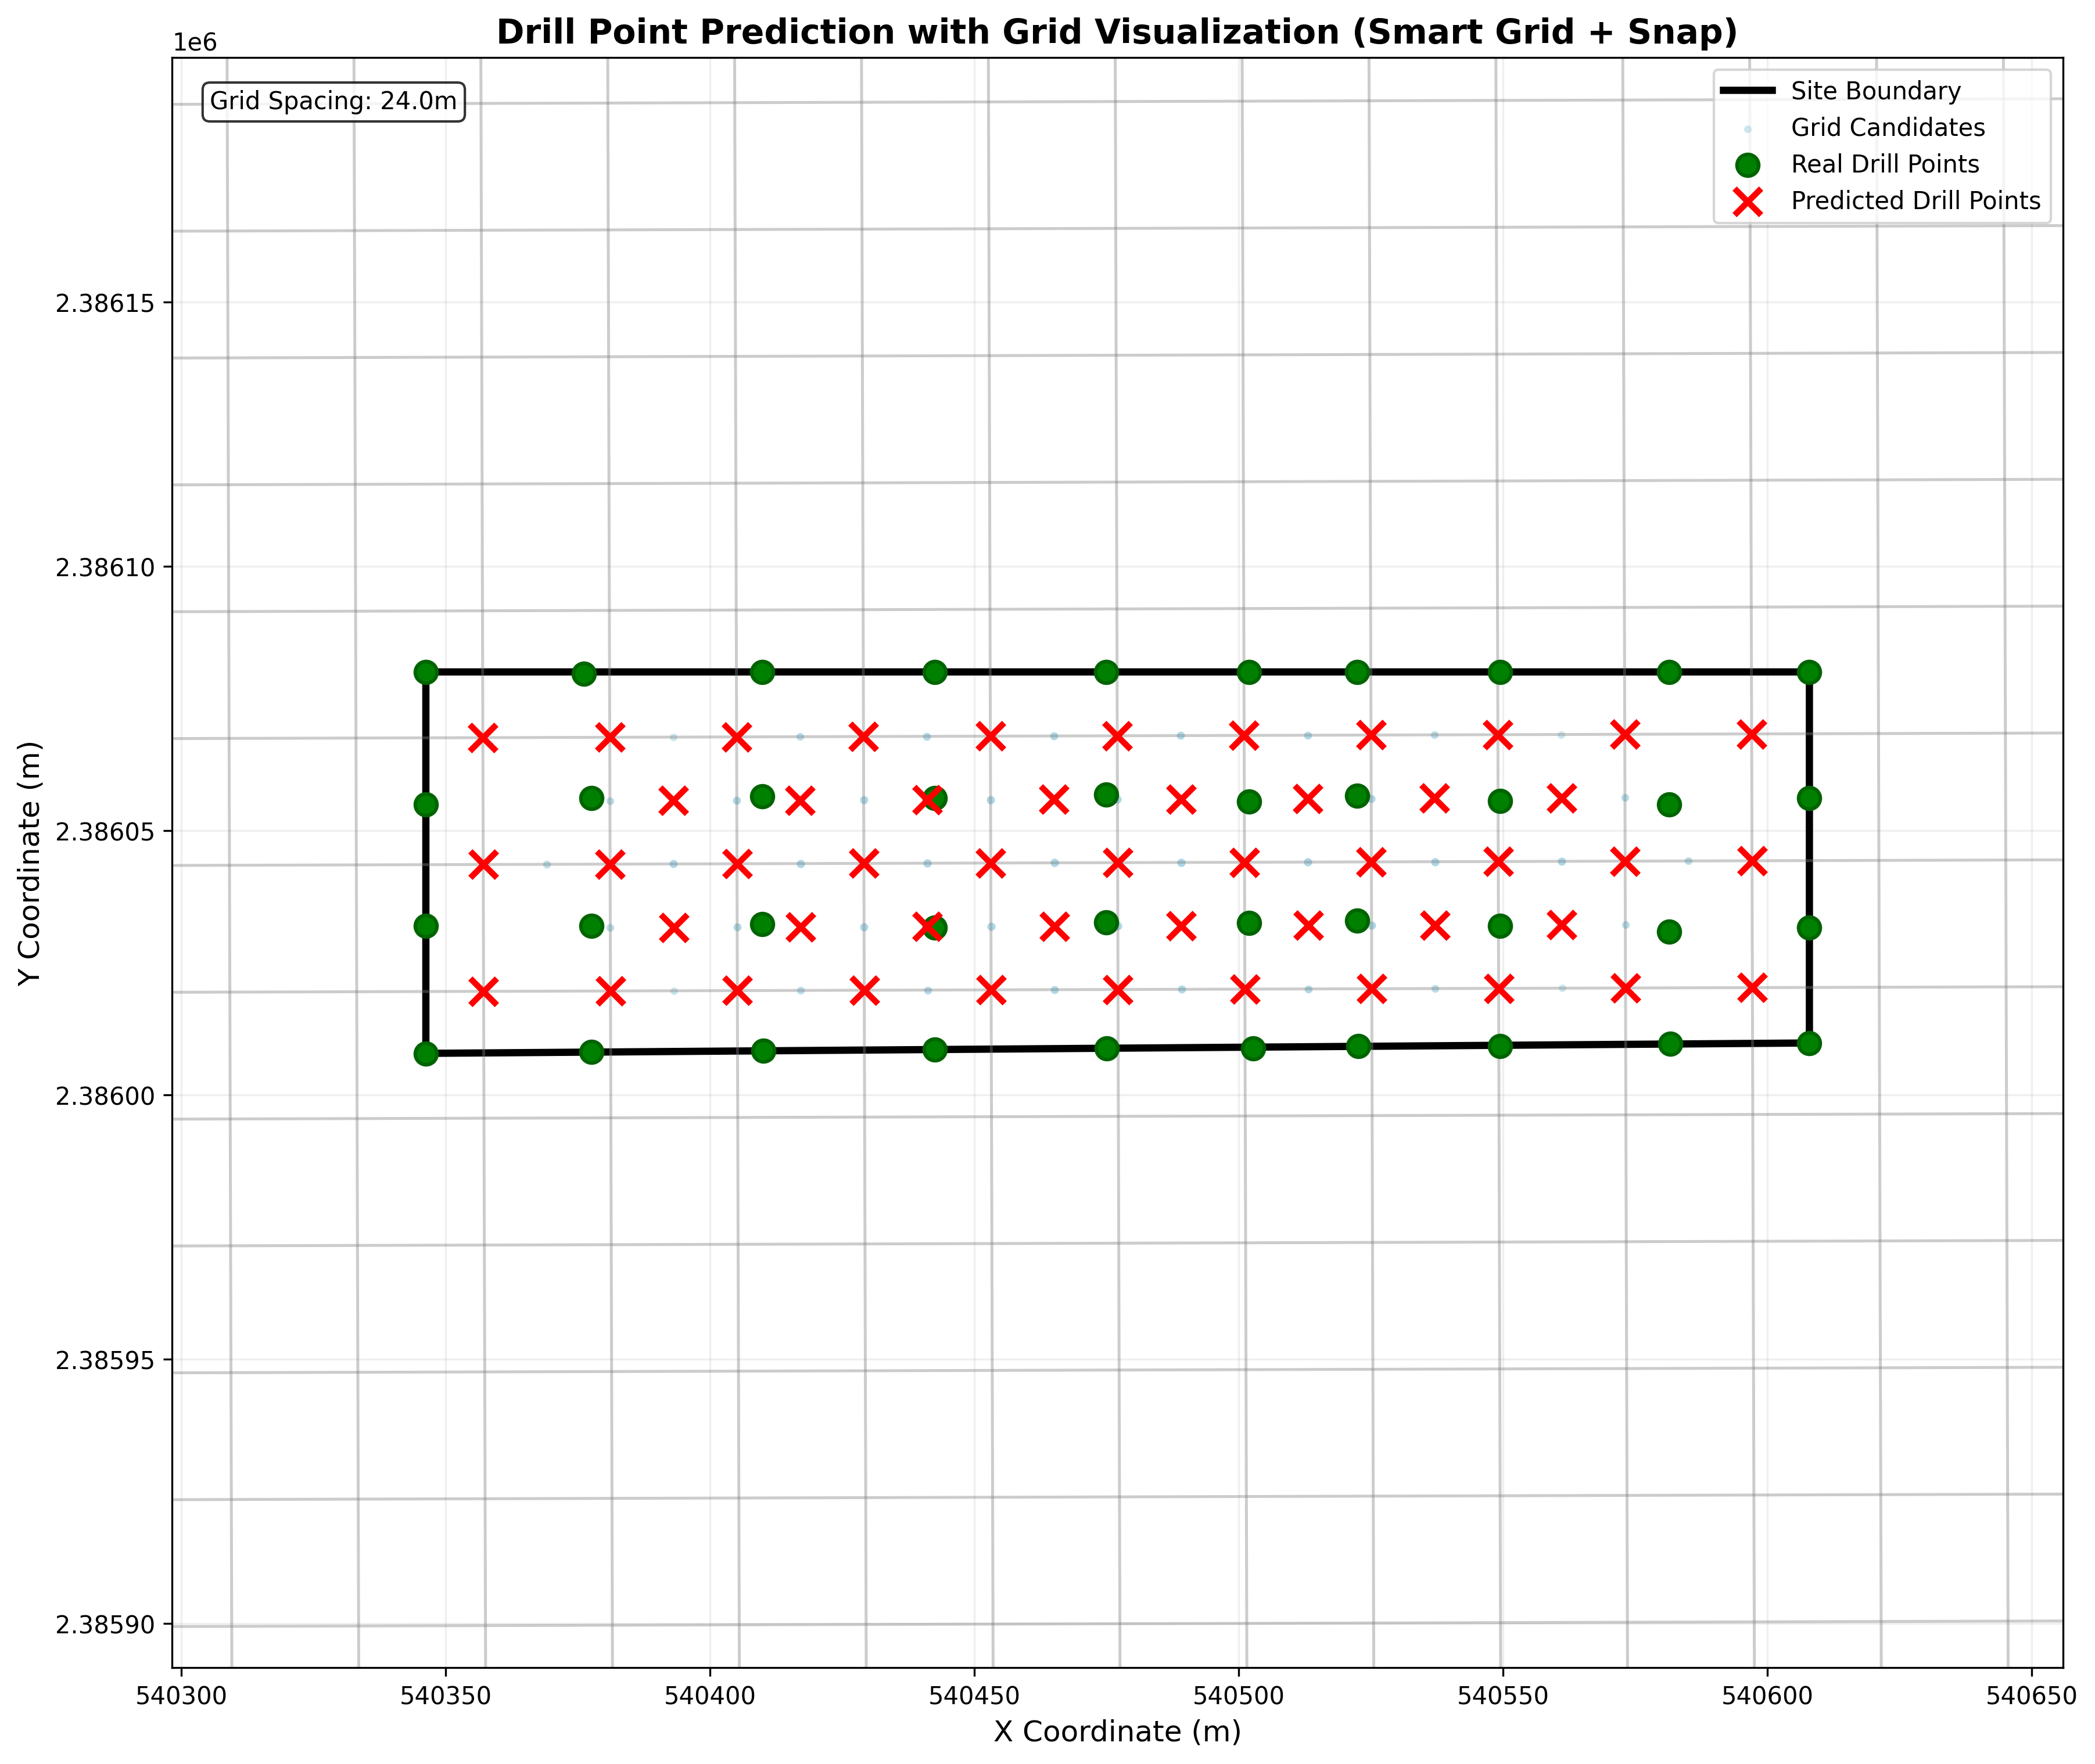 Drill Point Prediction with Grid Visualization (Smart Grid + Snap)
1e6
Grid Spacing: 24.0m
Site Boundary
Grid Candidates
Real Drill Points
Predicted Drill Points
2.38615
2.38610
2.38605
2.38600
2.38595
2.38590
Y Coordinate (m)
540300
540350
540400
540450
540500
540550
540600
540650
X Coordinate (m)